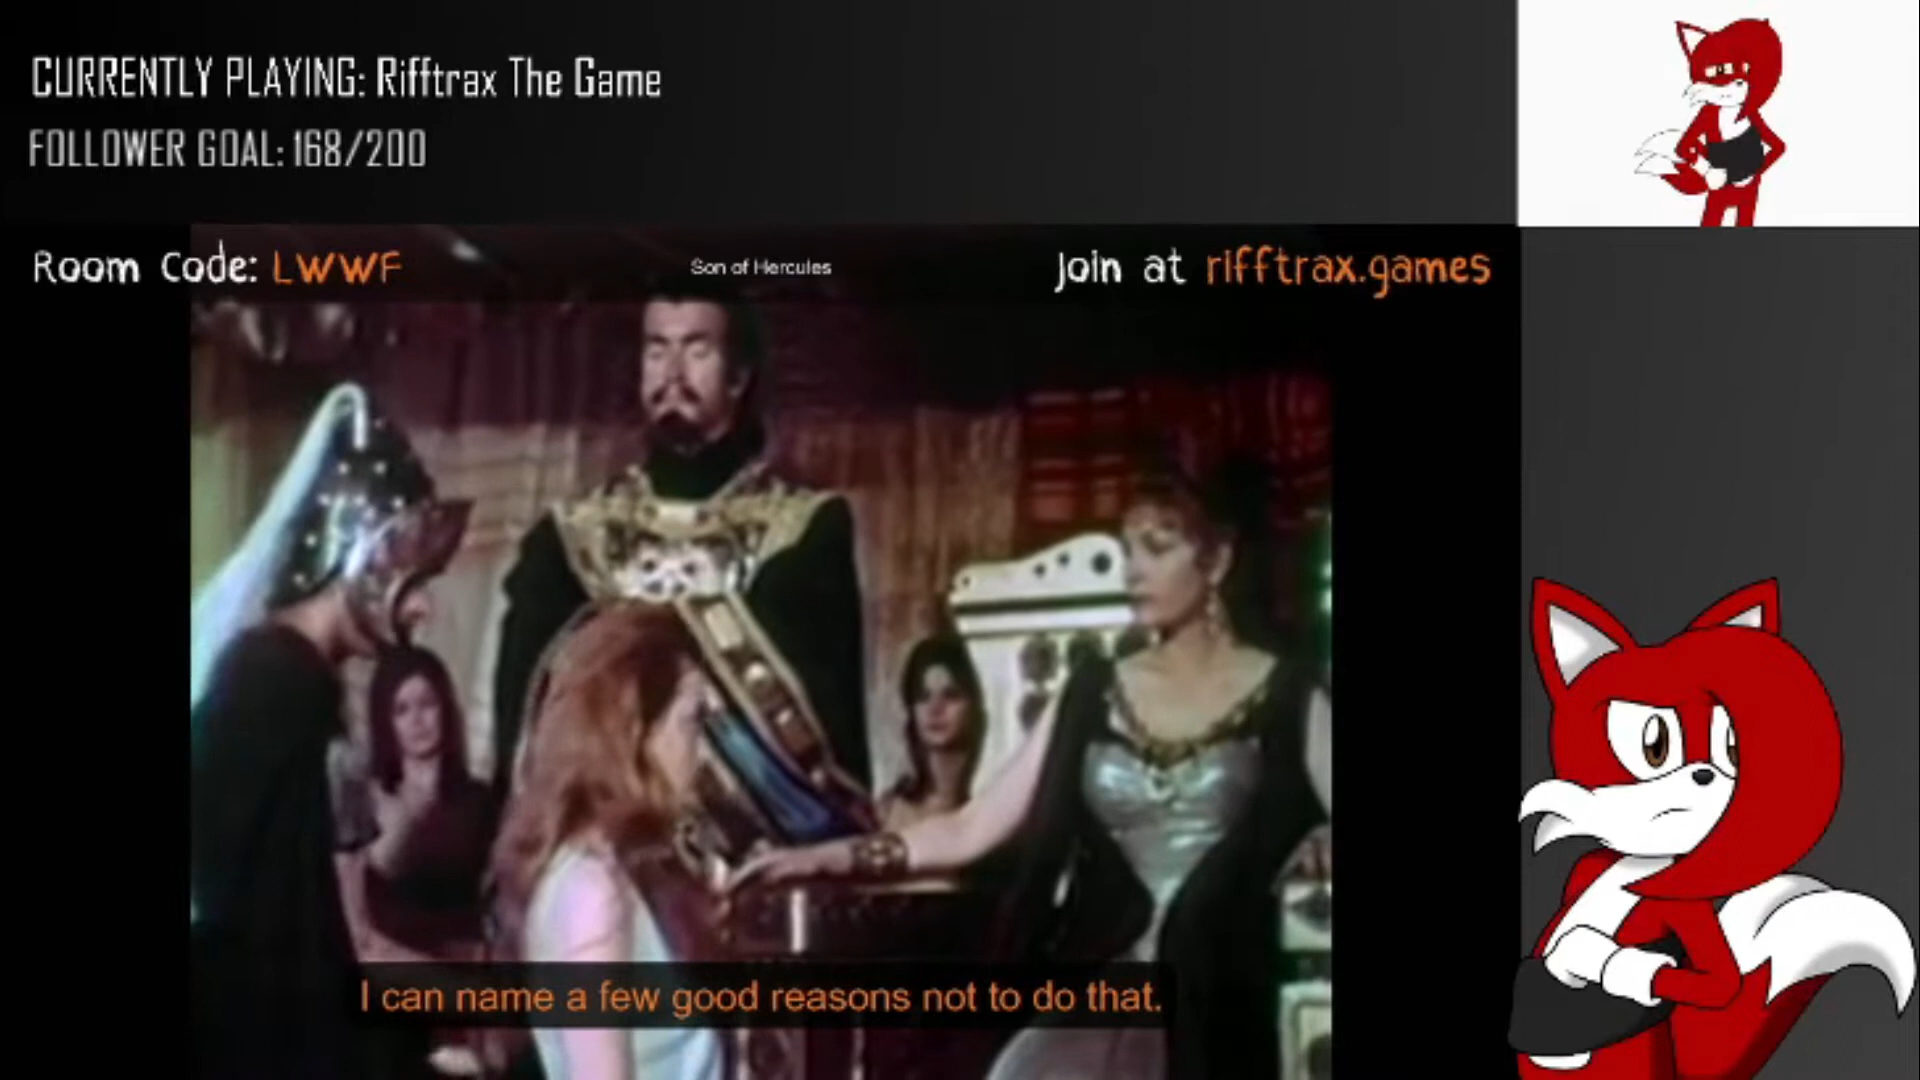 CURRENTLY PLAYING: Rifftrax The Game
FOLLOWER GOAL: 168/200
Room Code: LWWF
Son of Hercules
Join at rifftrax.games
I can name a few good reasons not to do that.